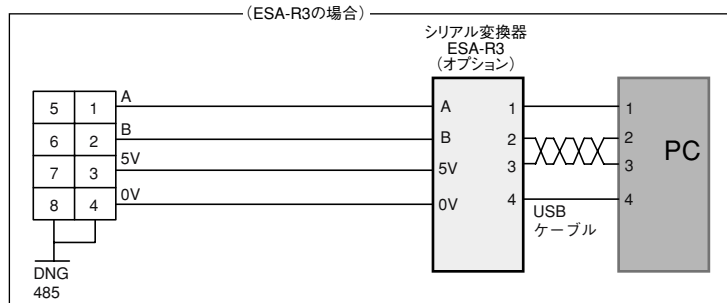 (ESA-R3の場合)
シリアル変換器
ESA-R3
(オプション)
5 1 A
6 2 B
7 3 5V
8 4 0V
DNG
485
A 1
B 2
5V 3
0V 4
USB
ケーブル
1
2
3
4
PC